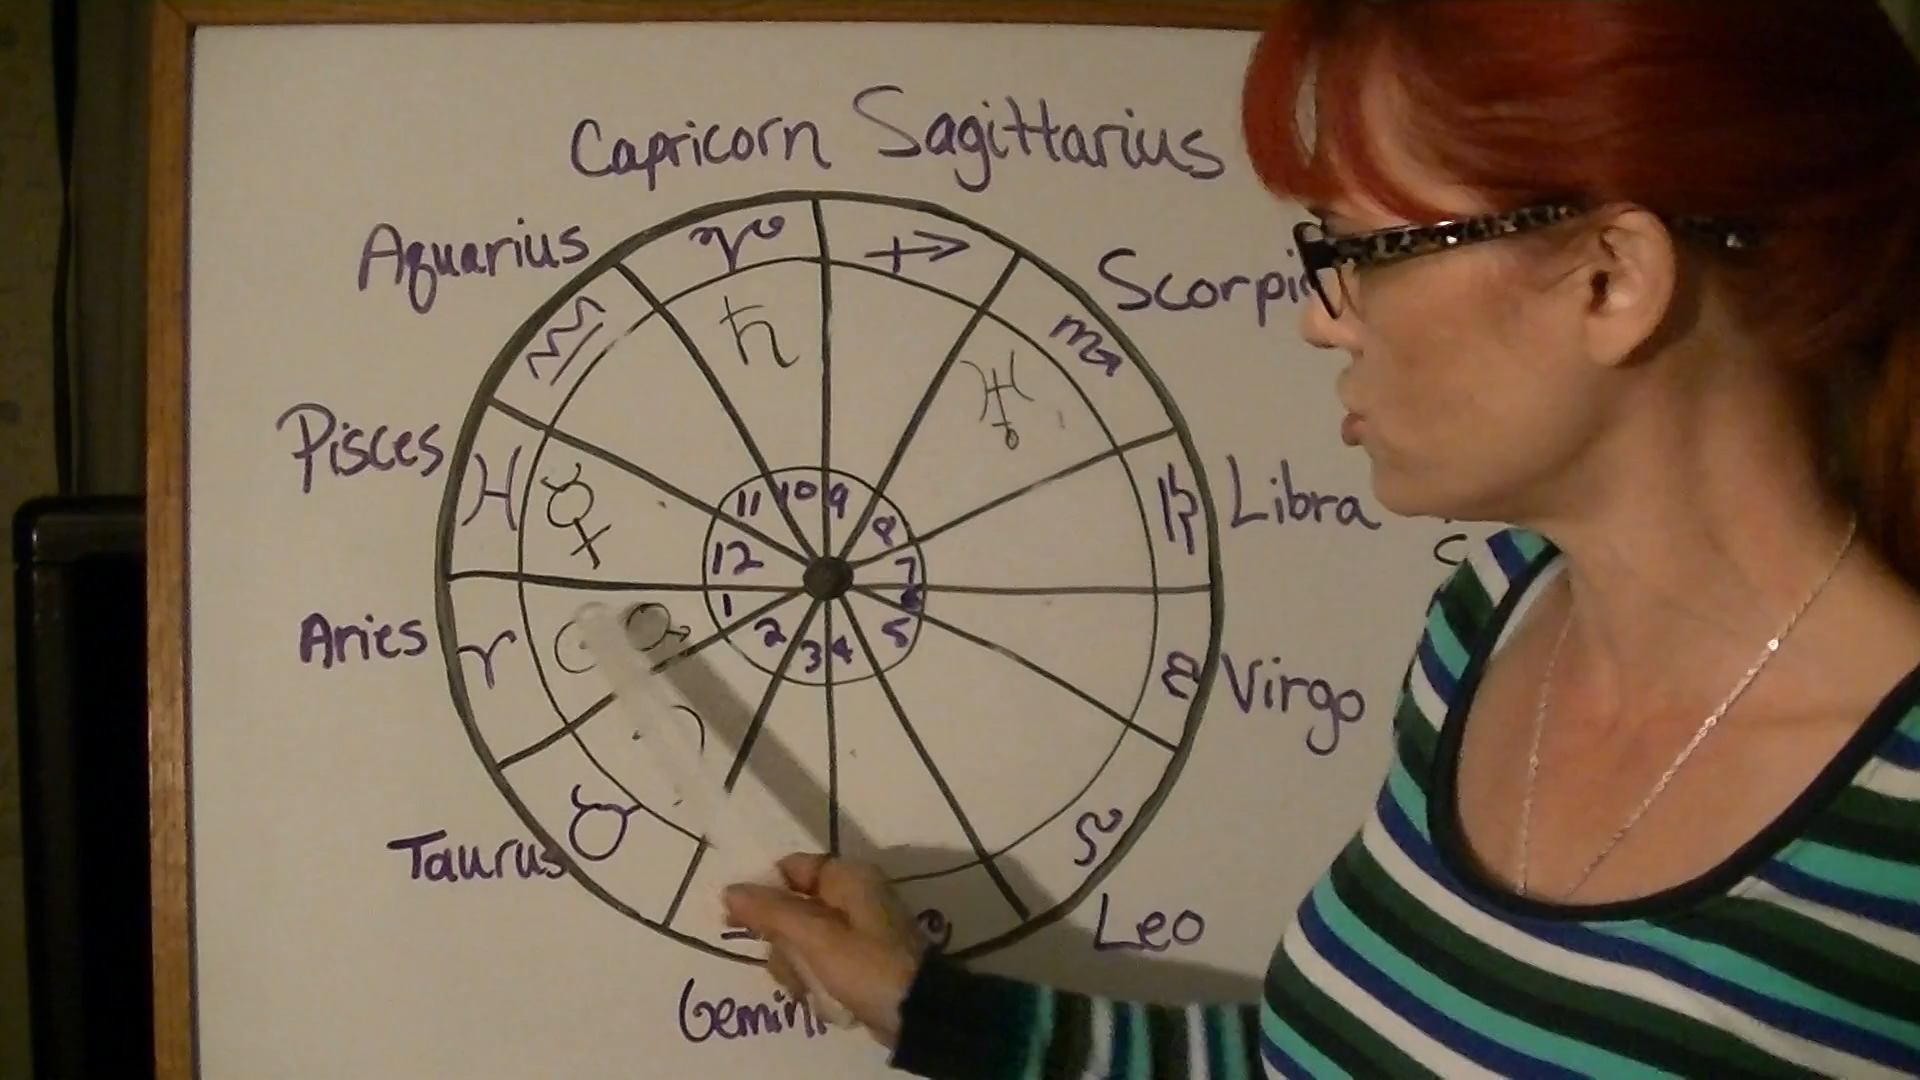 Capricorn Sagittarius
Aquarius
Pisces Libra
Aries Virgo
Taurus
Leo
11 10 9 8
12 7
1 6
2 3 4 5